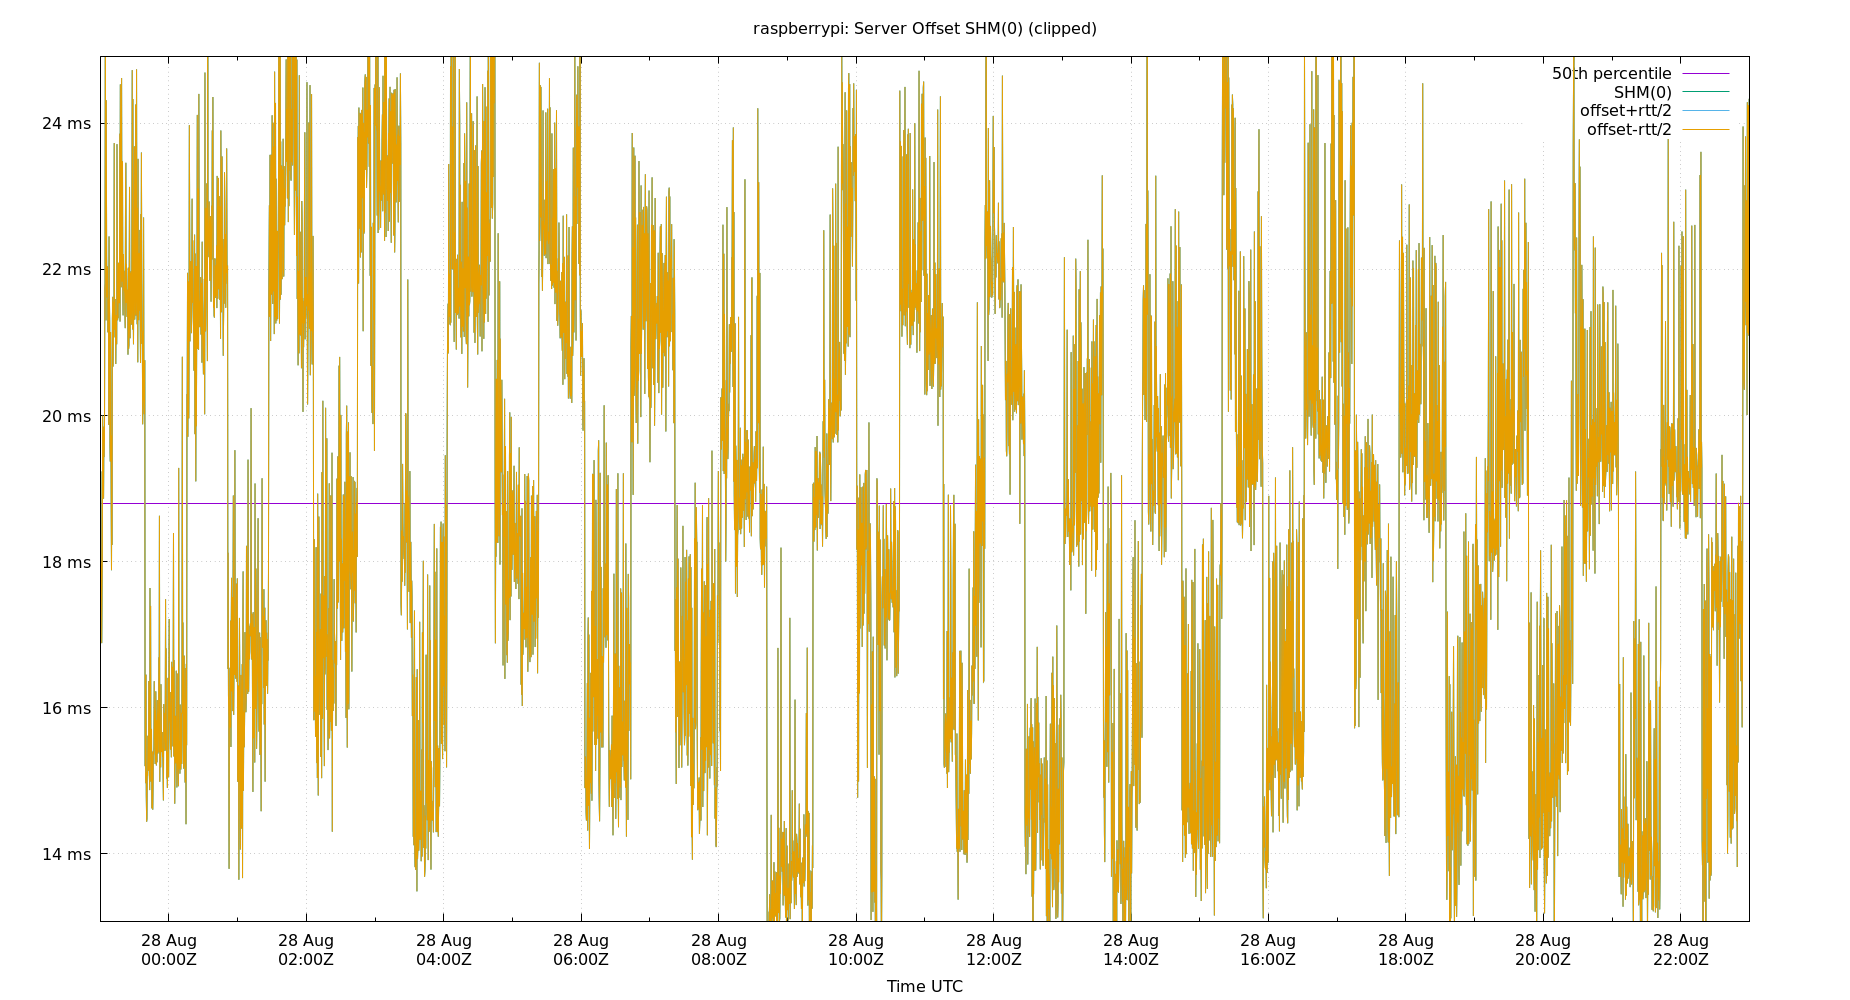 raspberrypi: Server Offset SHM(0) (clipped)
50th percentile
SHM(0)
offset+rtt/2
offset-rtt/2
24 ms
22 ms
20 ms
18 ms
16 ms
14 ms
28 Aug 28 Aug 28 Aug 28 Aug 28 Aug 28 Aug 28 Aug 28 Aug 28 Aug 28 Aug 28 Aug 28 Aug
00:00Z 02:00Z 04:00Z 06:00Z 08:00Z 10:00Z 12:00Z 14:00Z 16:00Z 18:00Z 20:00Z 22:00Z
Time UTC